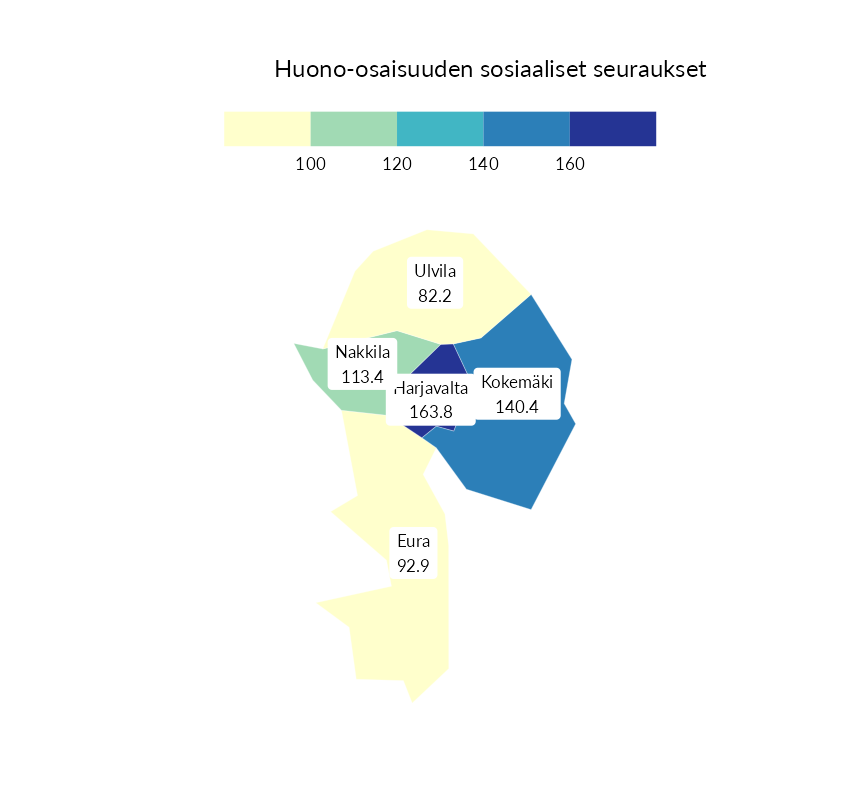 Huono-osaisuuden sosiaaliset seuraukset
100 120 140 160
Ulvila
82.2
Nakkila
113.4
Harjavalta
163.8
Kokemäki
140.4
Eura
92.9